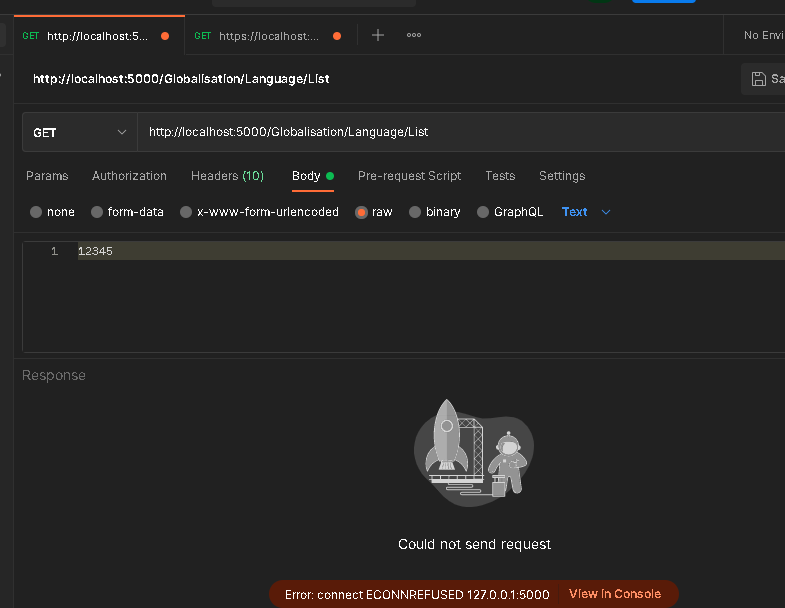 GET http://localhost:5... GET https://localhost:... + ooo No Envi
http://localhost:5000/Globalisation/Language/List Sa
GET http://localhost:5000/Globalisation/Language/List
Params Authorization Headers (10) Body Pre-request Script Tests Settings
none form-data x-www-form-urlencoded raw binary GraphQL Text
1 12345
Response
Could not send request
Error: connect ECONNREFUSED 127.0.0.1:5000 View in Console